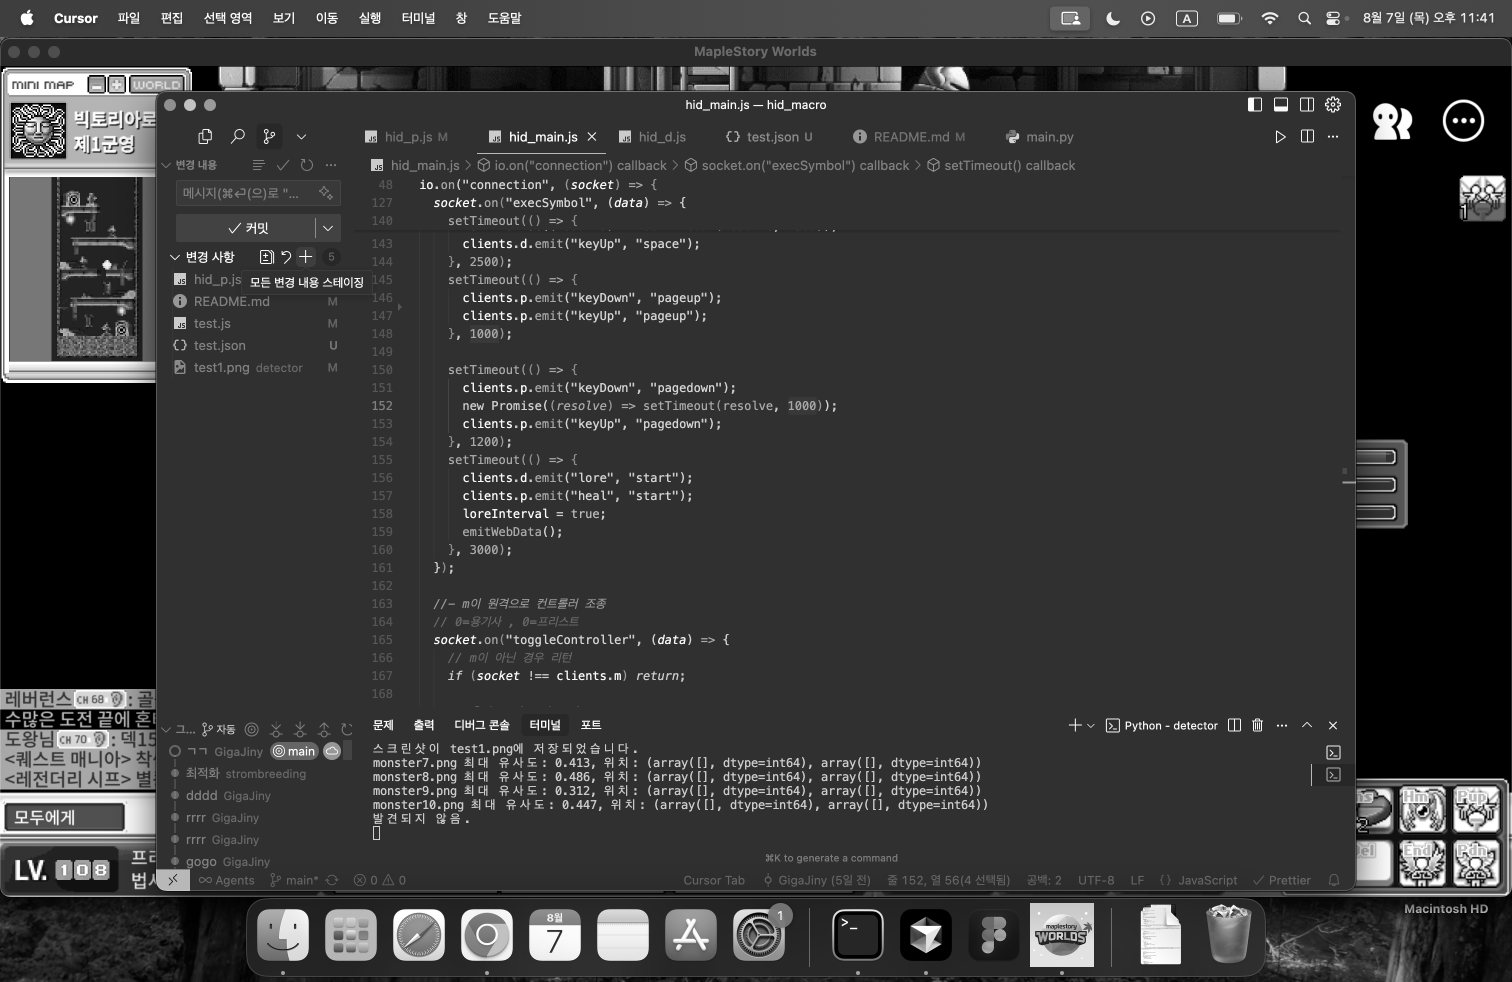 Cursor 파일 편집 선택 영역 보기 이동 실행 터미널 창 도움말
A
8월 7일 (목) 오후 11:41
MapleStory Worlds
MINI MAP
WORLD
빅토리아로
제1군영
hid_main.js — hid_macro
hid_p.js M
hid_main.js
hid_d.js
test.json U
README.md M
main.py
변경 내용
hid_main.js > io.on("connection") callback > socket.on("execSymbol") callback > setTimeout() callback
메시지(⌘⏎(으)로 "...
커밋
변경 사항
5
hid_p.js
모든 변경 내용 스테이징
README.md M
test.js M
test.json U
test1.png detector M
48 io.on("connection", (socket) => {
127 socket.on("execSymbol", (data) => {
140 setTimeout(() => {
143 clients.d.emit("keyUp", "space");
144 }, 2500);
145 setTimeout(() => {
146 clients.p.emit("keyDown", "pageup");
147 clients.p.emit("keyUp", "pageup");
148 }, 1000);
149
150 setTimeout(() => {
151 clients.p.emit("keyDown", "pagedown");
152 new Promise((resolve) => setTimeout(resolve, 1000));
153 clients.p.emit("keyUp", "pagedown");
154 }, 1200);
155 setTimeout(() => {
156 clients.d.emit("lore", "start");
157 clients.p.emit("heal", "start");
158 loreInterval = true;
159 emitWebData();
160 }, 3000);
161 });
162
163 //- m이 원격으로 컨트롤러 조종
164 // 0=용기사 , 0=프리스트
165 socket.on("toggleController", (data) => {
166 // m이 아닌 경우 리턴
167 if (socket !== clients.m) return;
168
레버런스 CH 68 : 골
수많은 도전 끝에 혼
도왕님 CH 70 : 덱15
<퀘스트 매니아> 착
<레전더리 시프> 별
모두에게
LV. 108
프리
법사
그... 자동
ㄱㄱ GigaJiny main
최적화 strombreeding
dddd GigaJiny
rrrr GigaJiny
rrrr GigaJiny
gogo GigaJiny
문제 출력 디버그 콘솔 터미널 포트
Python - detector
스크린샷이 test1.png에 저장되었습니다.
monster7.png 최대 유사도: 0.413, 위치: (array([], dtype=int64), array([], dtype=int64))
monster8.png 최대 유사도: 0.486, 위치: (array([], dtype=int64), array([], dtype=int64))
monster9.png 최대 유사도: 0.312, 위치: (array([], dtype=int64), array([], dtype=int64))
monster10.png 최대 유사도: 0.447, 위치: (array([], dtype=int64), array([], dtype=int64))
발견되지 않음.
⌘K to generate a command
Agents main* 0 0
Cursor Tab GigaJiny (5일 전) 줄 152, 열 56(4 선택됨) 공백: 2 UTF-8 LF {} JavaScript Prettier
1
Hm Pup
2
End Pdn
Macintosh HD
8월
7
1
maplestory
WORLDS